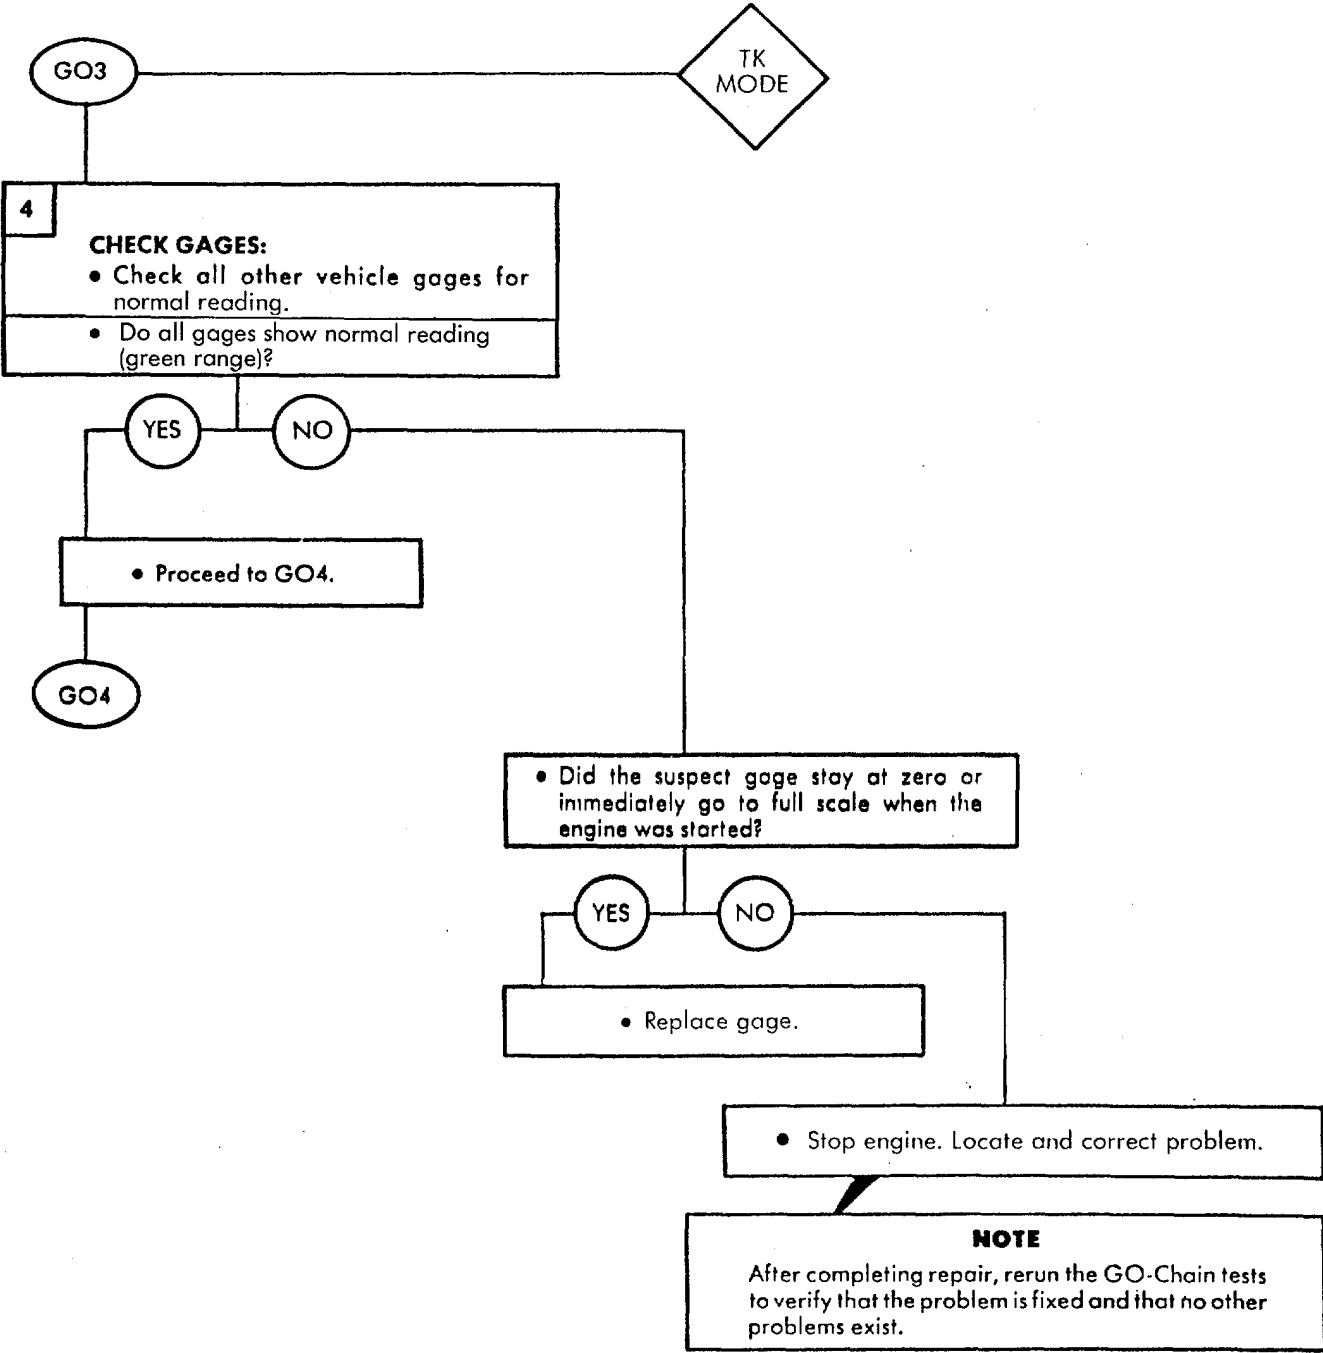 GO3
TK
MODE
4
CHECK GAGES:
• Check all other vehicle gages for
normal reading.
• Do all gages show normal reading
(green range)?
YES
NO
• Proceed to GO4.
GO4
• Did the suspect gage stay at zero or
immediately go to full scale when the
engine was started?
YES
NO
• Replace gage.
• Stop engine. Locate and correct problem.
NOTE
After completing repair, rerun the GO-Chain tests
to verify that the problem is fixed and that no other
problems exist.